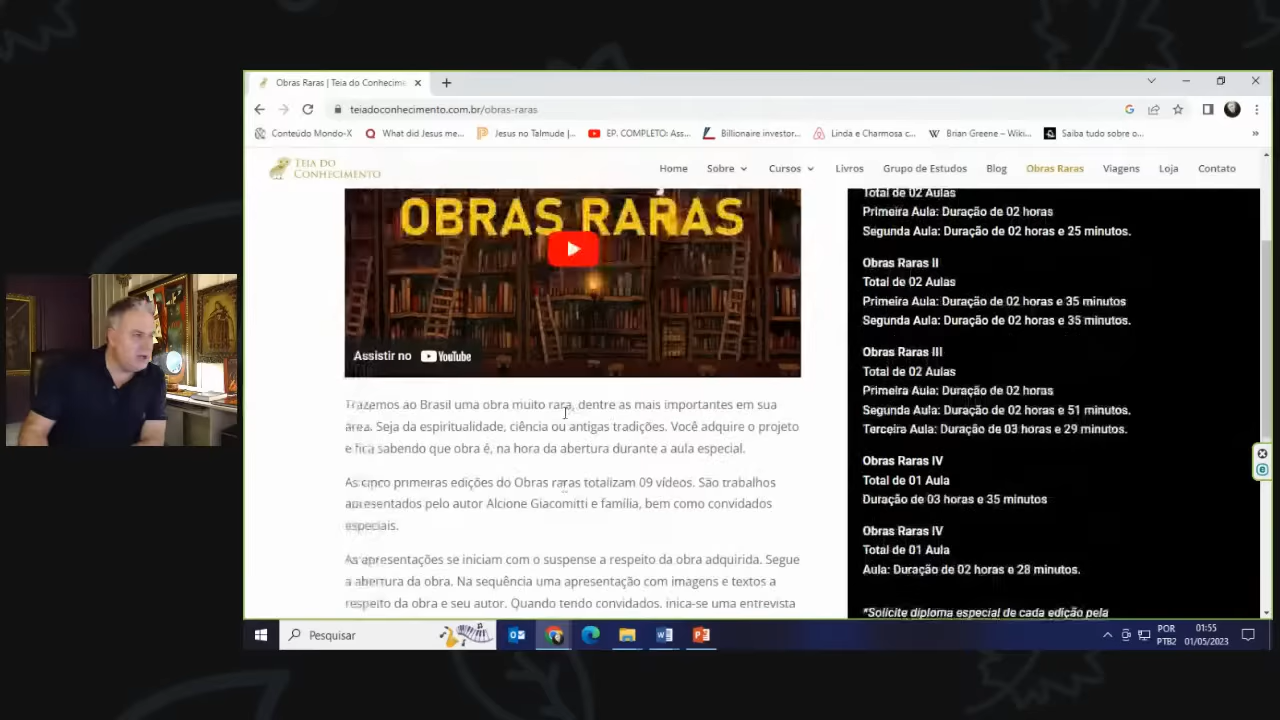 Obras Raras | Teia do Conhecime
teiadoconhecimento.com.br/obras-raras
Conteúdo Mondo-X
What did Jesus me...
Jesus no Talmude |...
EP. COMPLETO: Ass...
Billionaire investor...
Linda e Charmosa c...
Brian Greene – Wiki...
Saiba tudo sobre o...
TEIA DO
CONHECIMENTO
Home Sobre Cursos Livros Grupo de Estudos Blog Obras Raras Viagens Loja Contato
OBRAS RARAS
Assistir no YouTube
Trazemos ao Brasil uma obra muito rara, dentre as mais importantes em sua
área. Seja da espiritualidade, ciência ou antigas tradições. Você adquire o projeto
e fica sabendo que obra é, na hora da abertura durante a aula especial.
As cinco primeiras edições do Obras raras totalizam 09 vídeos. São trabalhos
apresentados pelo autor Alcione Giacomitti e família, bem como convidados
especiais.
As apresentações se iniciam com o suspense a respeito da obra adquirida. Segue
a abertura da obra. Na sequência uma apresentação com imagens e textos a
respeito da obra e seu autor. Quando tendo convidados, inica-se uma entrevista
Total de 02 Aulas
Primeira Aula: Duração de 02 horas
Segunda Aula: Duração de 02 horas e 25 minutos.
Obras Raras II
Total de 02 Aulas
Primeira Aula: Duração de 02 horas e 35 minutos
Segunda Aula: Duração de 02 horas e 35 minutos.
Obras Raras III
Total de 02 Aulas
Primeira Aula: Duração de 02 horas
Segunda Aula: Duração de 02 horas e 51 minutos.
Terceira Aula: Duração de 03 horas e 29 minutos.
Obras Raras IV
Total de 01 Aula
Duração de 03 horas e 35 minutos
Obras Raras IV
Total de 01 Aula
Aula: Duração de 02 horas e 28 minutos.
*Solicite diploma especial de cada edição pela
Pesquisar
POR
PTB2
01:55
01/05/2023